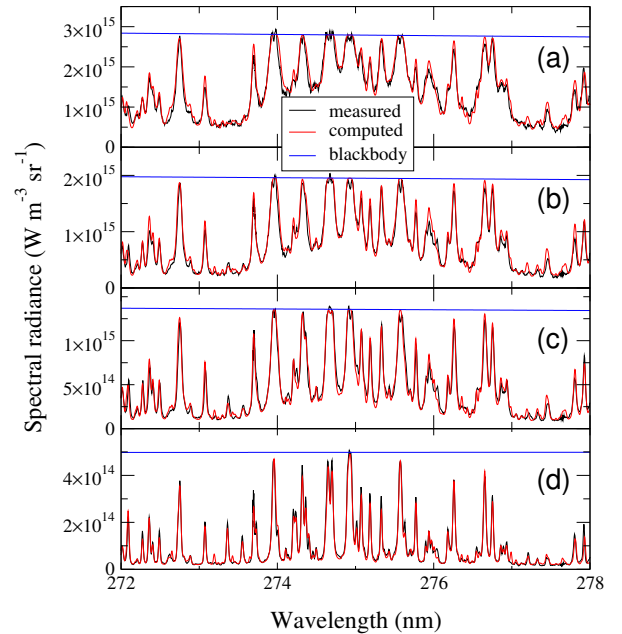 3×10¹⁵
2×10¹⁵
1×10¹⁵
0
(a)
measured
computed
blackbody
2×10¹⁵
1×10¹⁵
0
(b)
1×10¹⁵
5×10¹⁴
0
(c)
4×10¹⁴
2×10¹⁴
0
(d)
272 274 276 278
Wavelength (nm)
Spectral radiance (W m⁻³ sr⁻¹)